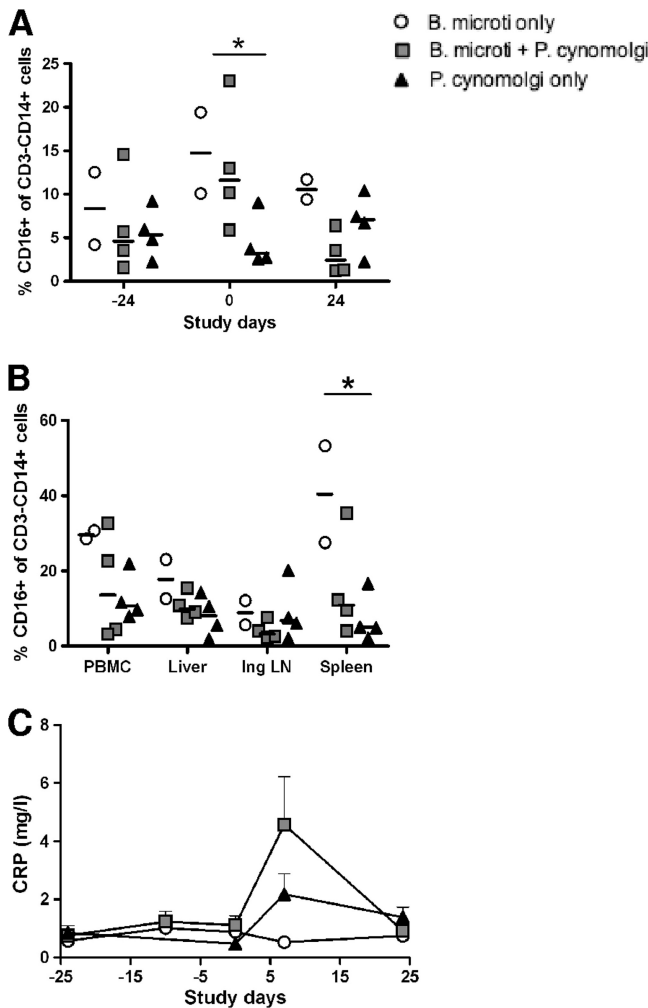 A
B. microti only
B. microti + P. cynomolgi
P. cynomolgi only
*
% CD16+ of CD3-CD14+ cells
25
20
15
10
5
0
-24 0 24
Study days
B
*
% CD16+ of CD3-CD14+ cells
60
40
20
0
PBMC Liver Ing LN Spleen
C
CRP (mg/l)
8
6
4
2
0
-25 -15 -5 5 15 25
Study days